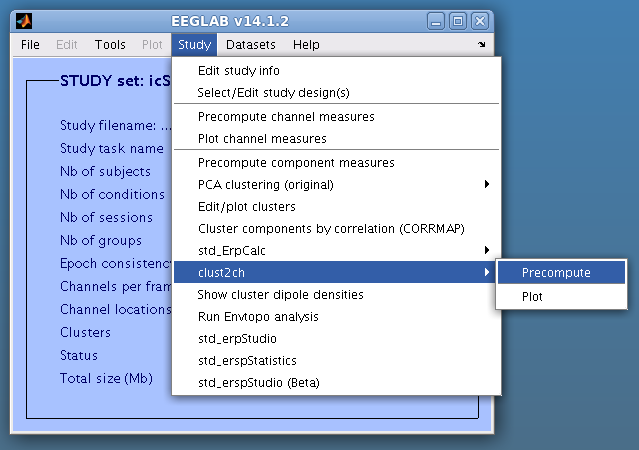 EEGLAB v14.1.2
File Edit Tools Plot Study Datasets Help
STUDY set: icS
Study filename: ...
Study task name
Nb of subjects
Nb of conditions
Nb of sessions
Nb of groups
Epoch consistency
Channels per fram
Channel locations
Clusters
Status
Total size (Mb)
Edit study info
Select/Edit study design(s)
Precompute channel measures
Plot channel measures
Precompute component measures
PCA clustering (original)
Edit/plot clusters
Cluster components by correlation (CORRMAP)
std_ErpCalc
clust2ch
Show cluster dipole densities
Run Envtopo analysis
std_erpStudio
std_erspStatistics
std_erspStudio (Beta)
Precompute
Plot